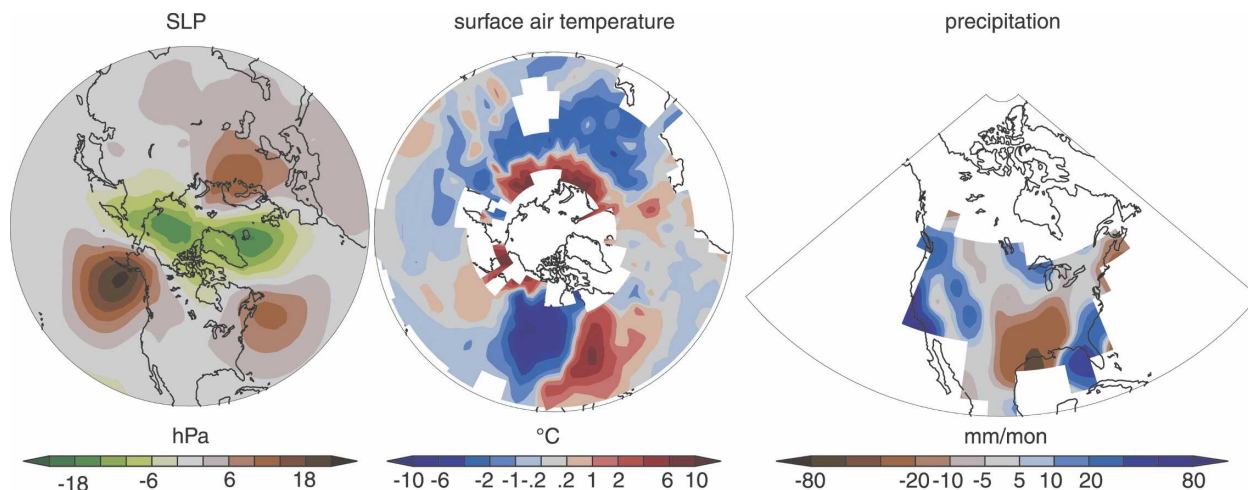 SLP
surface air temperature
precipitation
hPa
°C
mm/mon
-18 -6 6 18
-10 -6 -2 -1 -.2 .2 1 2 6 10
-80 -20 -10 -5 5 10 20 80